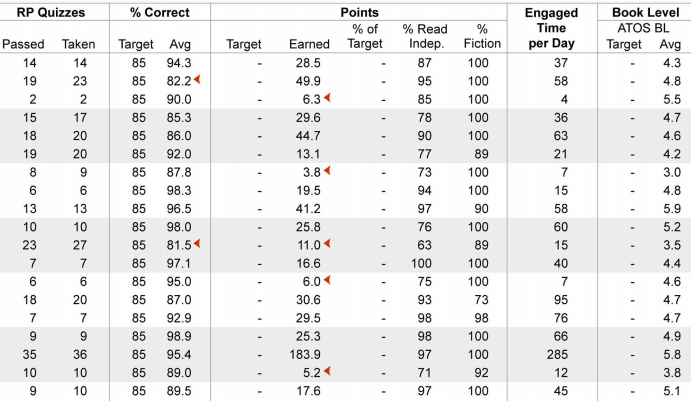 RP Quizzes % Correct Points Engaged Time per Day Book Level
ATOS BL
Passed Taken Target Avg Target Earned % of Target % Read Indep. % Fiction Target Avg
14 14 85 94.3 - 28.5 - 87 100 37 - 4.3
19 23 85 82.2 - 49.9 - 95 100 58 - 4.8
2 2 85 90.0 - 6.3 - 85 100 4 - 5.5
15 17 85 85.3 - 29.6 - 78 100 36 - 4.7
18 20 85 86.0 - 44.7 - 90 100 63 - 4.6
19 20 85 92.0 - 13.1 - 77 89 21 - 4.2
8 9 85 87.8 - 3.8 - 73 100 7 - 3.0
6 6 85 98.3 - 19.5 - 94 100 15 - 4.8
13 13 85 96.5 - 41.2 - 97 90 58 - 5.9
10 10 85 98.0 - 25.8 - 76 100 60 - 5.2
23 27 85 81.5 - 11.0 - 63 89 15 - 3.5
7 7 85 97.1 - 16.6 - 100 100 40 - 4.4
6 6 85 95.0 - 6.0 - 75 100 7 - 4.6
18 20 85 87.0 - 30.6 - 93 73 95 - 4.7
7 7 85 92.9 - 29.5 - 98 98 76 - 4.7
9 9 85 98.9 - 25.3 - 98 100 66 - 4.9
35 36 85 95.4 - 183.9 - 97 100 285 - 5.8
10 10 85 89.0 - 5.2 - 71 92 12 - 3.8
9 10 85 89.5 - 17.6 - 97 100 45 - 5.1